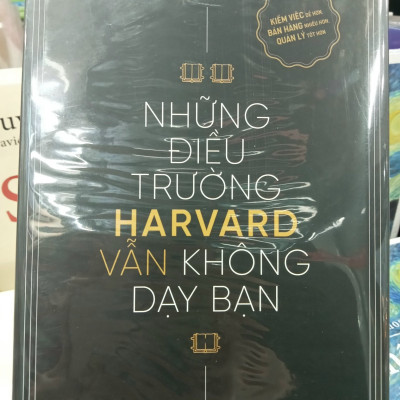 KIẾM VIỆC DỄ HƠN
BÁN HÀNG NHIỀU HƠN
QUẢN LÝ TỐT HƠN
NHỮNG
ĐIỀU
TRƯỜNG
HARVARD
VẪN KHÔNG
DẠY BẠN